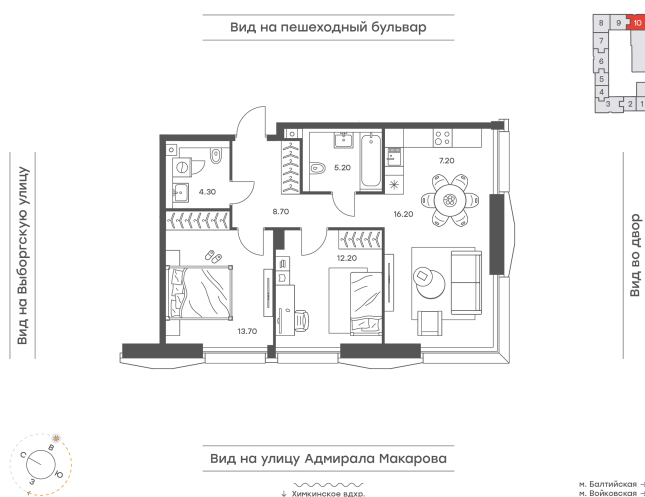 Вид на пешеходный бульвар
8 9 10
7
6
5
4
3 2 1
5.20
7.20
4.30
8.70
16.20
12.20
13.70
Вид на Выборгскую улицу
Вид во двор
Вид на улицу Адмирала Макарова
↓ Химкинское вдхр.
С В Ю З
м. Балтийская
м. Войковская